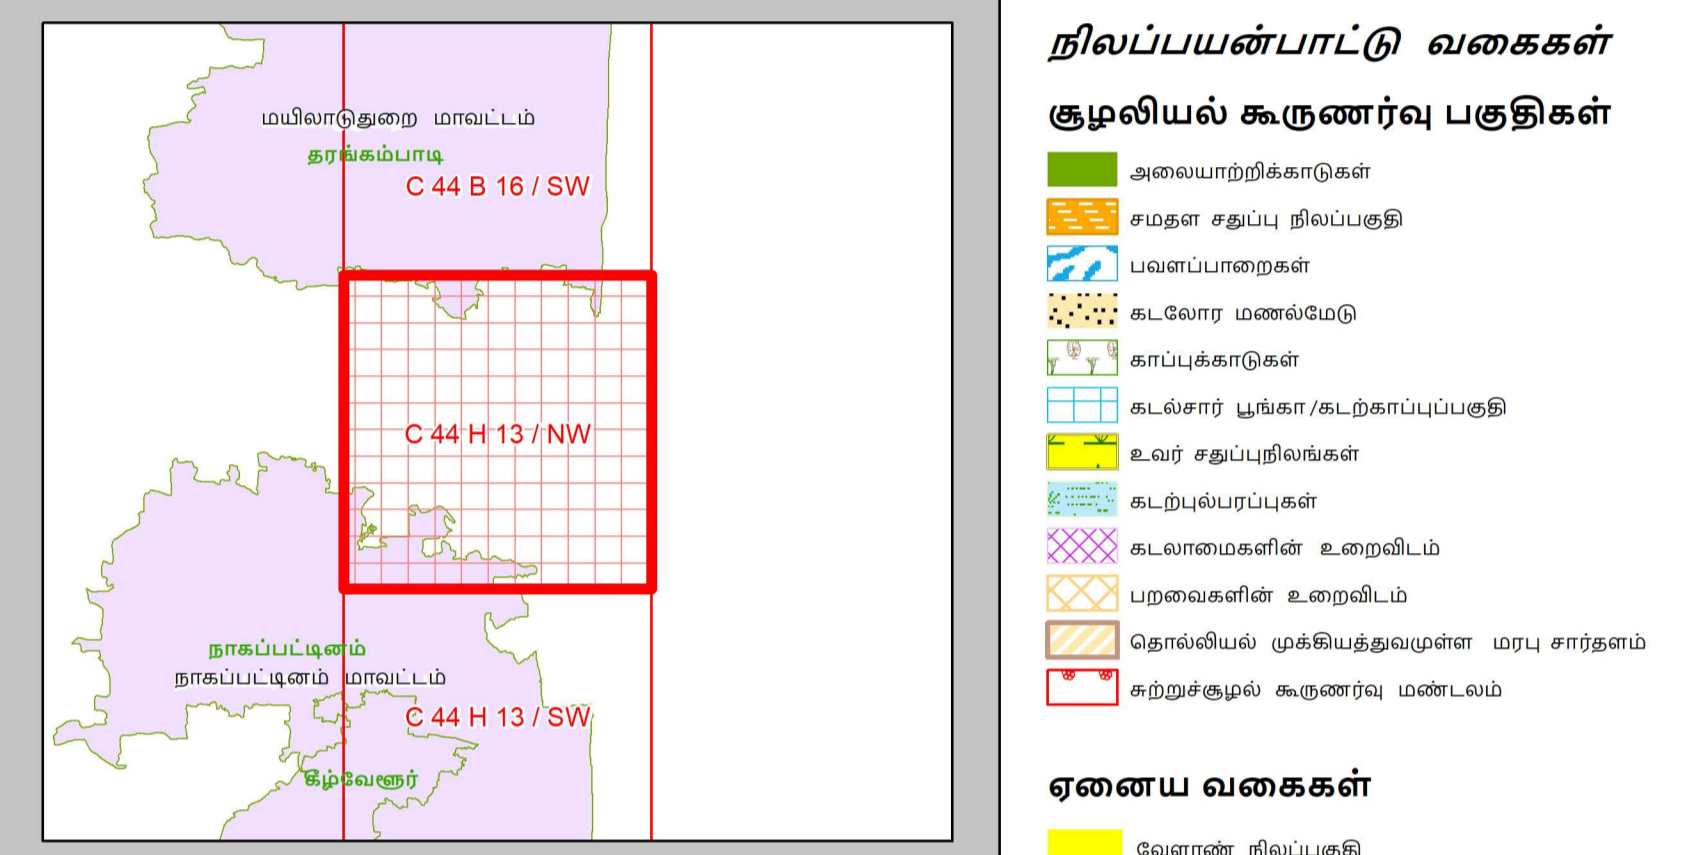 மயிலாடுதுறை மாவட்டம்
தரங்கம்பாடி
C 44 B 16 / SW
C 44 H 13 / NW
நாகப்பட்டினம்
நாகப்பட்டினம் மாவட்டம்
C 44 H 13 / SW
கீழ்வேளூர்
நிலப்பயன்பாட்டு வகைகள்
சூழலியல் கூருணர்வு பகுதிகள்
அலையாற்றிக்காடுகள்
சமதள சதுப்பு நிலப்பகுதி
பவளப்பாறைகள்
கடலோர மணல்மேடு
காப்புக்காடுகள்
கடல்சார் பூங்கா/கடற்காப்புப்பகுதி
உவர் சதுப்புநிலங்கள்
கடற்புல்பரப்புகள்
கடலாமைகளின் உறைவிடம்
பறவைகளின் உறைவிடம்
தொல்லியல் முக்கியத்துவமுள்ள மரபு சார்தளம்
சுற்றுச்சூழல் கூருணர்வு மண்டலம்
ஏனைய வகைகள்
வேளாண் நிலப்பகுதி